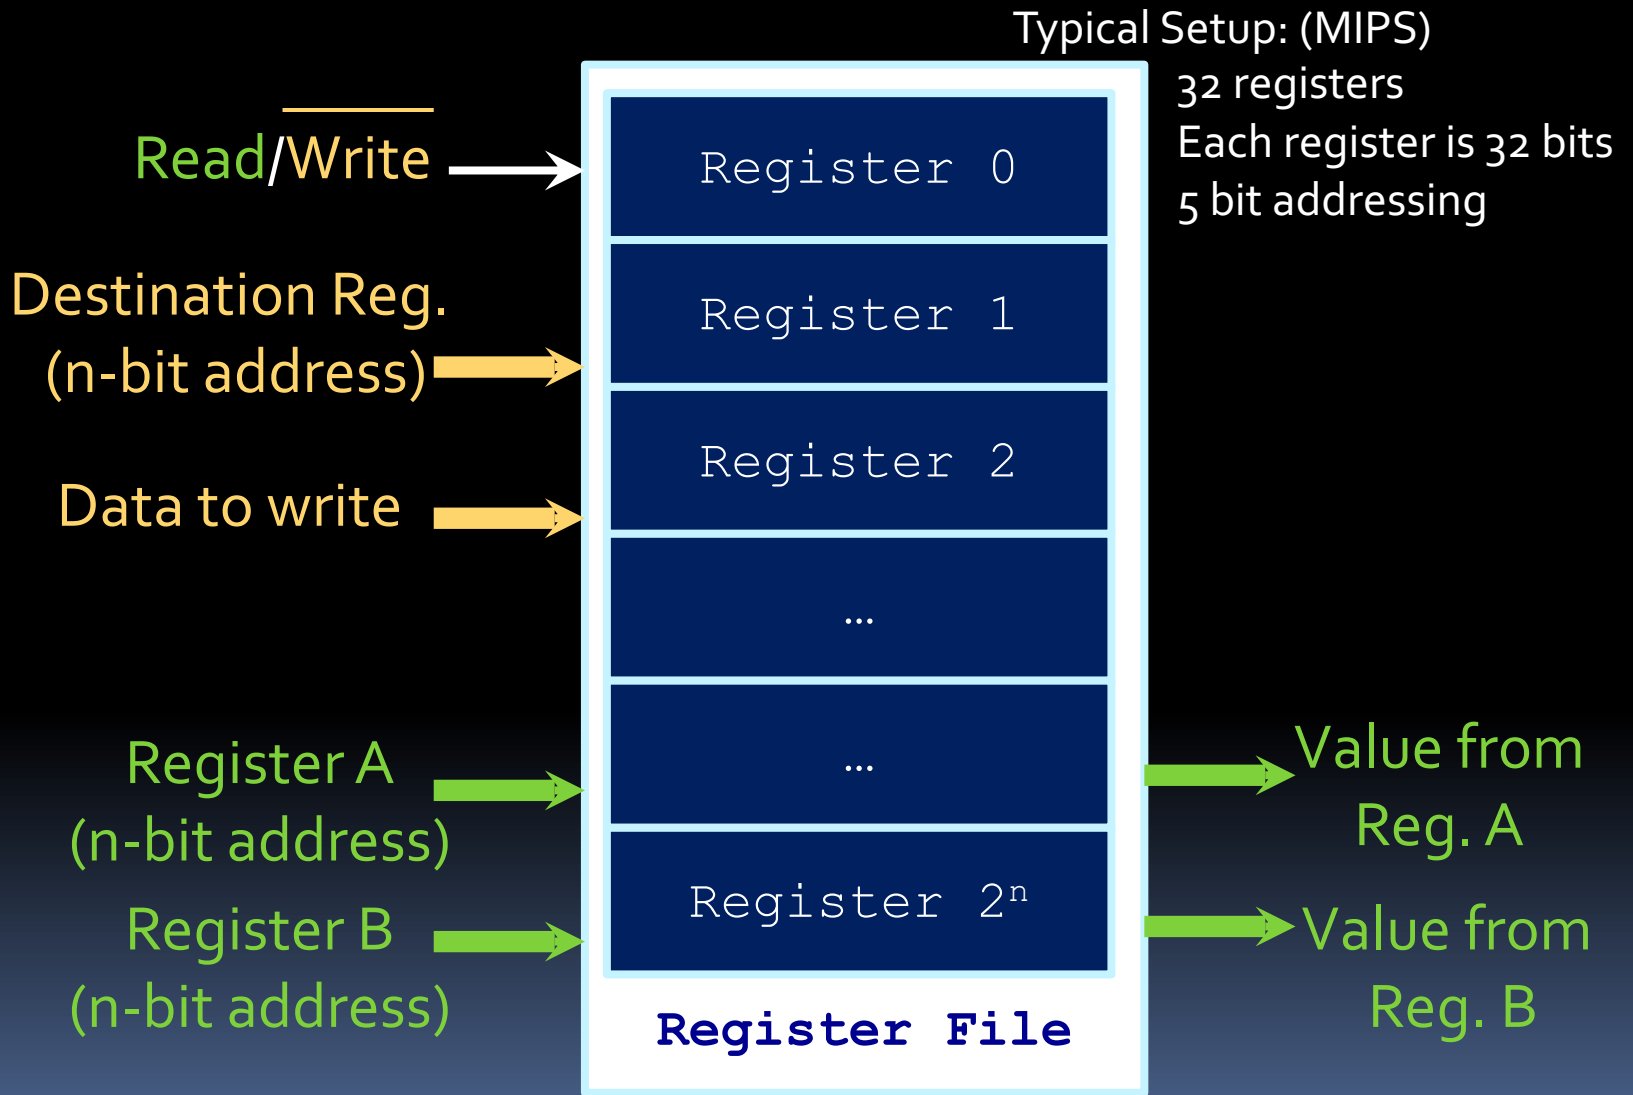 Typical Setup: (MIPS)
32 registers
Each register is 32 bits
5 bit addressing
Read/Write
Destination Reg.
(n-bit address)
Data to write
Register A
(n-bit address)
Register B
(n-bit address)
Register 0
Register 1
Register 2
…
…
Register 2ⁿ
Register File
Value from
Reg. A
Value from
Reg. B